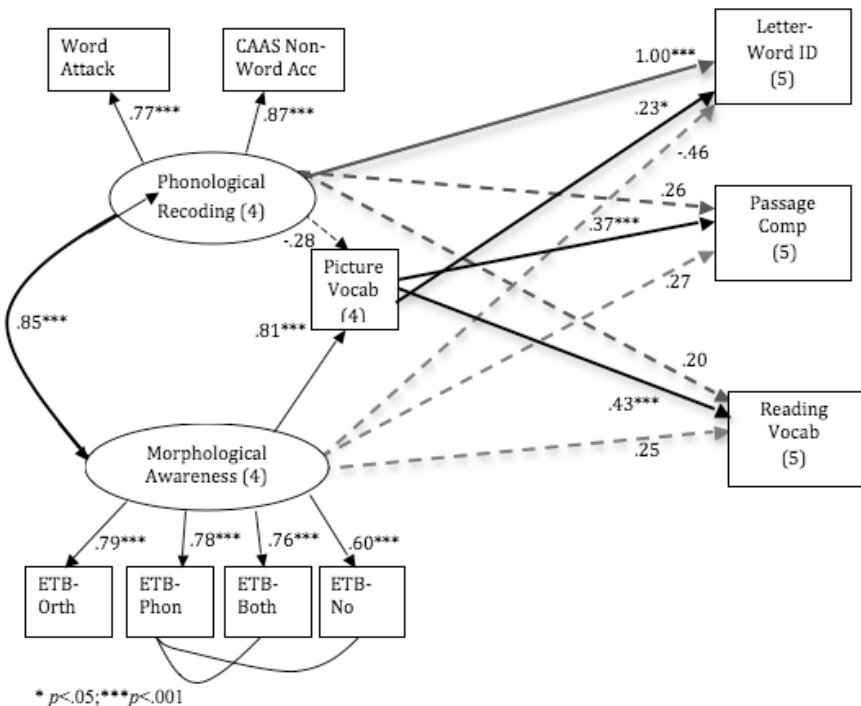 Word
Attack
CAAS Non-
Word Acc
Letter-
Word ID
(5)
1.00***
.77***
.87***
.23*
-.46
Phonological
Recoding (4)
.26
Passage
Comp
(5)
-.28
.37***
Picture
Vocab
(4)
.27
.85***
.81***
.20
.43***
Reading
Vocab
(5)
Morphological
Awareness (4)
.25
.79***
.78***
.76***
.60***
ETB-
Orth
ETB-
Phon
ETB-
Both
ETB-
No
* p<.05;***p<.001